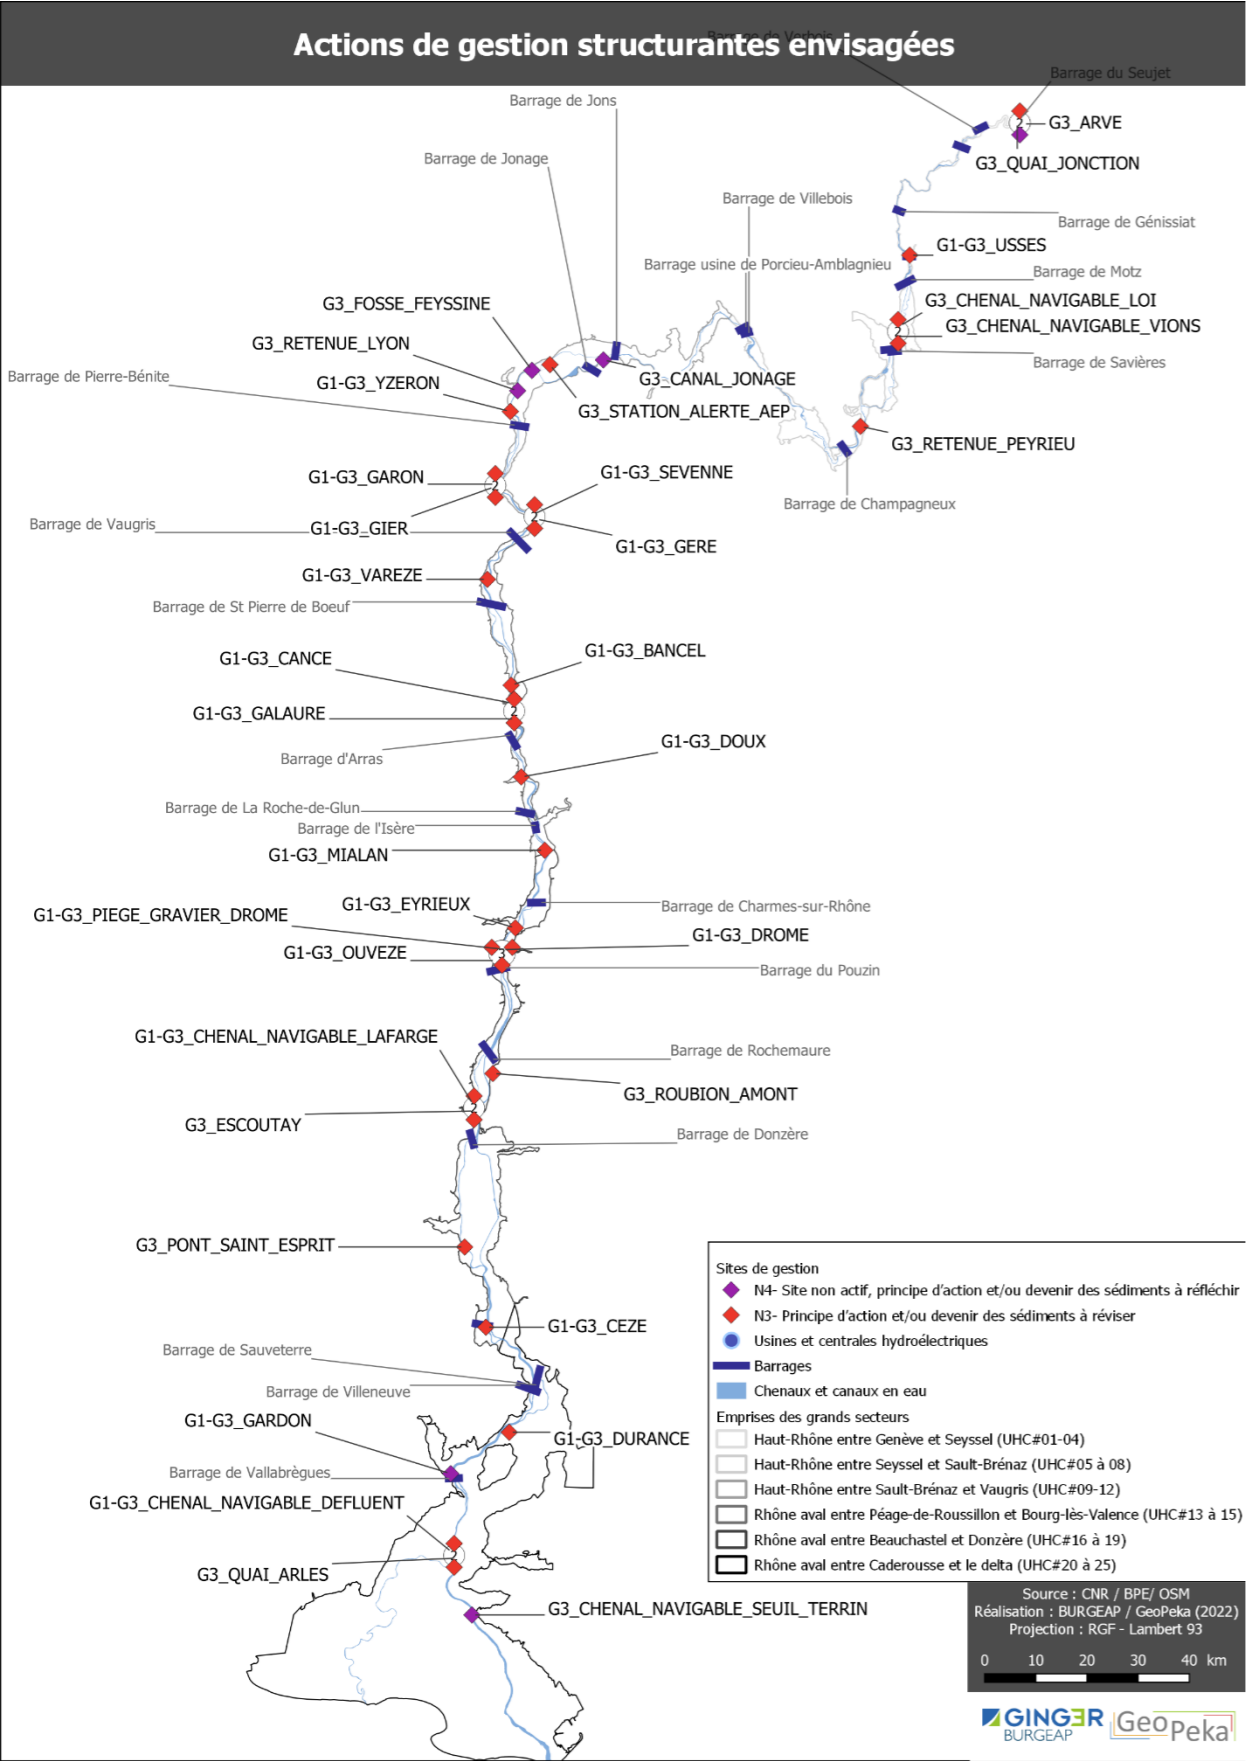 Actions de gestion structurantes envisagées
Barrage de Verbois
Barrage du Seujet
Barrage de Jons
2
G3_ARVE
Barrage de Jonage
G3_QUAI_JONCTION
Barrage de Villebois
Barrage de Génissiat
G1-G3_USSES
Barrage usine de Porcieu-Amblagnieu
Barrage de Motz
G3_FOSSE_FEYSSINE
G3_CHENAL_NAVIGABLE_LOI
2
G3_CHENAL_NAVIGABLE_VIONS
G3_RETENUE_LYON
Barrage de Savières
Barrage de Pierre-Bénite
G1-G3_YZERON
G3_CANAL_JONAGE
G3_STATION_ALERTE_AEP
G3_RETENUE_PEYRIEU
G1-G3_GARON
2
G1-G3_SEVENNE
Barrage de Champagneux
Barrage de Vaugris
G1-G3_GIER
2
G1-G3_GERE
G1-G3_VAREZE
Barrage de St Pierre de Boeuf
G1-G3_BANCEL
G1-G3_CANCE
G1-G3_GALAURE
2
G1-G3_DOUX
Barrage d'Arras
Barrage de La Roche-de-Glun
Barrage de l'Isère
G1-G3_MIALAN
G1-G3_EYRIEUX
Barrage de Charmes-sur-Rhône
G1-G3_PIEGE_GRAVIER_DROME
G1-G3_DROME
G1-G3_OUVEZE
3
Barrage du Pouzin
G1-G3_CHENAL_NAVIGABLE_LAFARGE
Barrage de Rochemaure
G3_ROUBION_AMONT
2
G3_ESCOUTAY
Barrage de Donzère
G3_PONT_SAINT_ESPRIT
G1-G3_CEZE
Barrage de Sauveterre
Barrage de Villeneuve
G1-G3_GARDON
G1-G3_DURANCE
Barrage de Vallabrègues
G1-G3_CHENAL_NAVIGABLE_DEFLUENT
2
G3_QUAI_ARLES
G3_CHENAL_NAVIGABLE_SEUIL_TERRIN
Sites de gestion
N4- Site non actif, principe d'action et/ou devenir des sédiments à réfléchir
N3- Principe d'action et/ou devenir des sédiments à réviser
Usines et centrales hydroélectriques
Barrages
Chenaux et canaux en eau
Emprises des grands secteurs
Haut-Rhône entre Genève et Seyssel (UHC#01-04)
Haut-Rhône entre Seyssel et Sault-Brénaz (UHC#05 à 08)
Haut-Rhône entre Sault-Brénaz et Vaugris (UHC#09-12)
Rhône aval entre Péage-de-Roussillon et Bourg-lès-Valence (UHC#13 à 15)
Rhône aval entre Beauchastel et Donzère (UHC#16 à 19)
Rhône aval entre Caderousse et le delta (UHC#20 à 25)
Source : CNR / BPE/ OSM
Réalisation : BURGEAP / GeoPeka (2022)
Projection : RGF - Lambert 93
0 10 20 30 40 km
GINGER
BURGEAP
GeoPeka